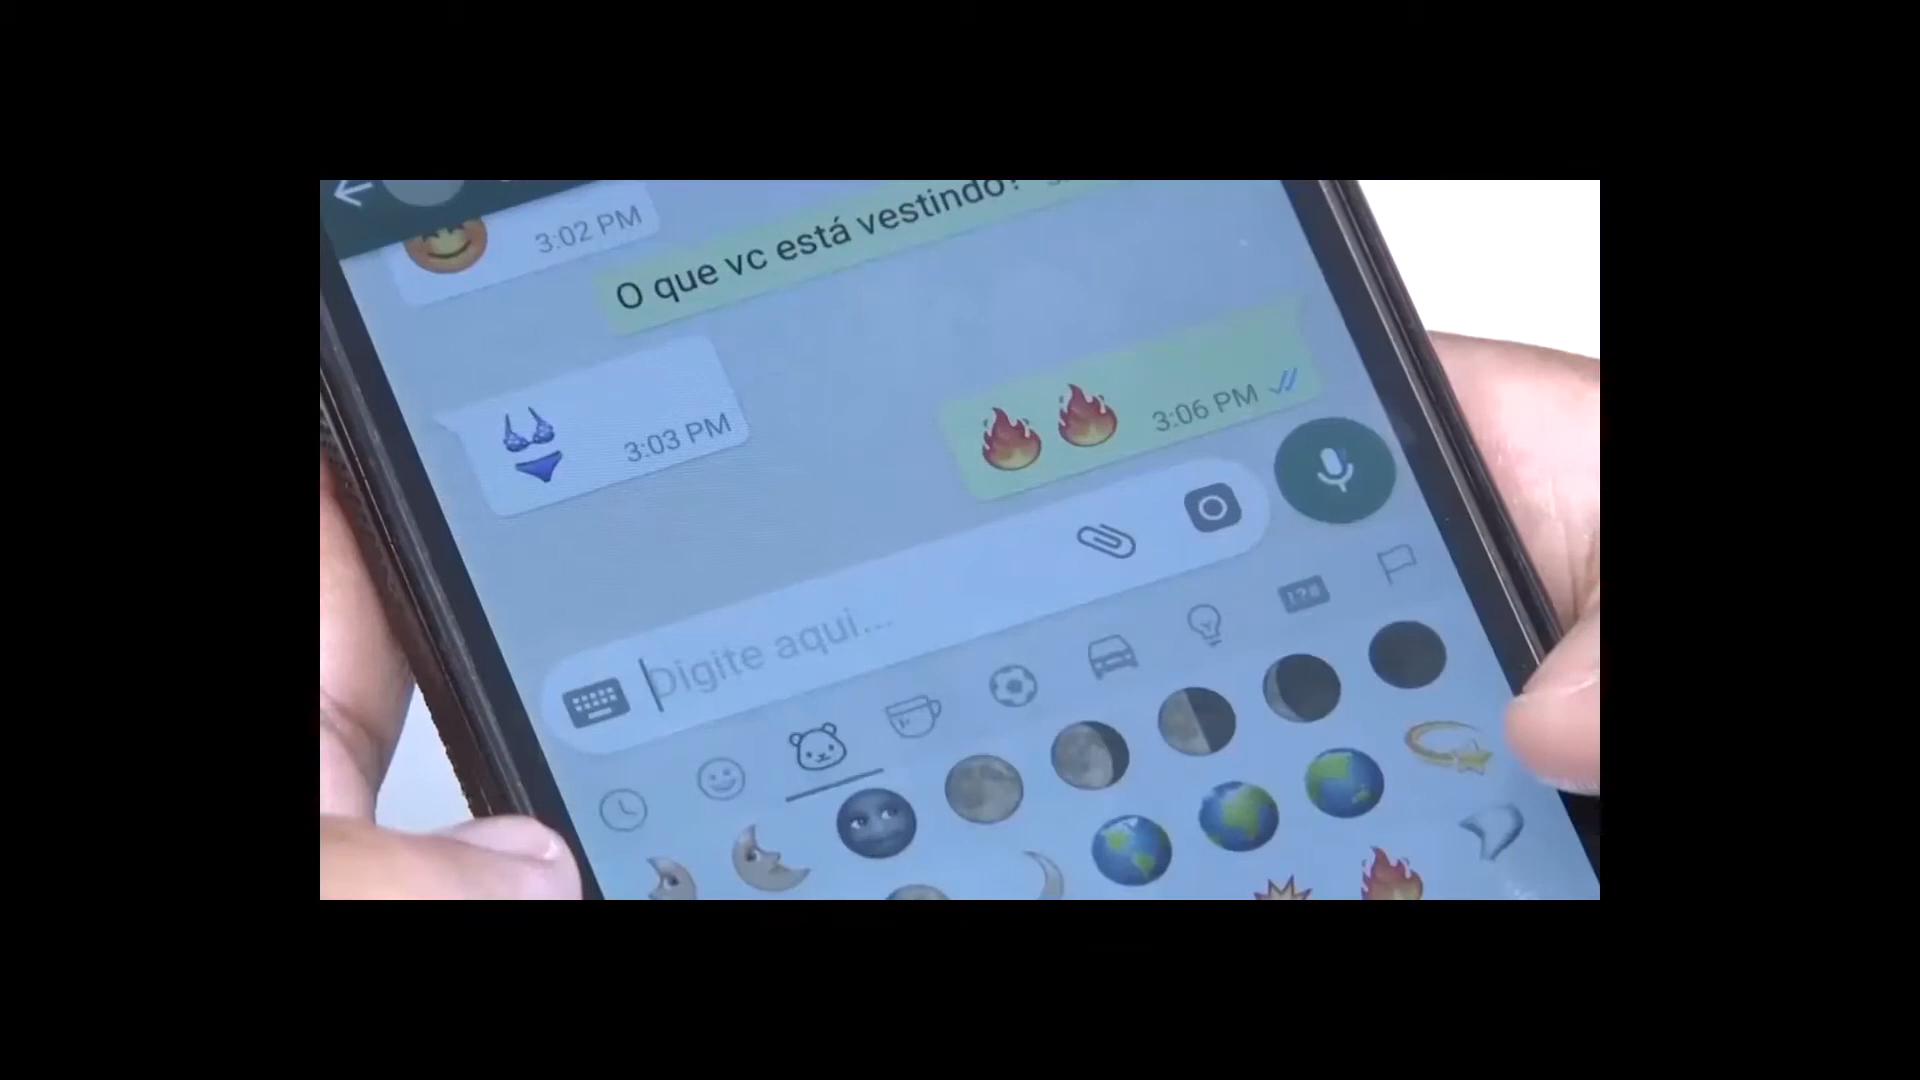 3:02 PM
O que vc está vestindo?
3:03 PM
3:06 PM
Digite aqui...